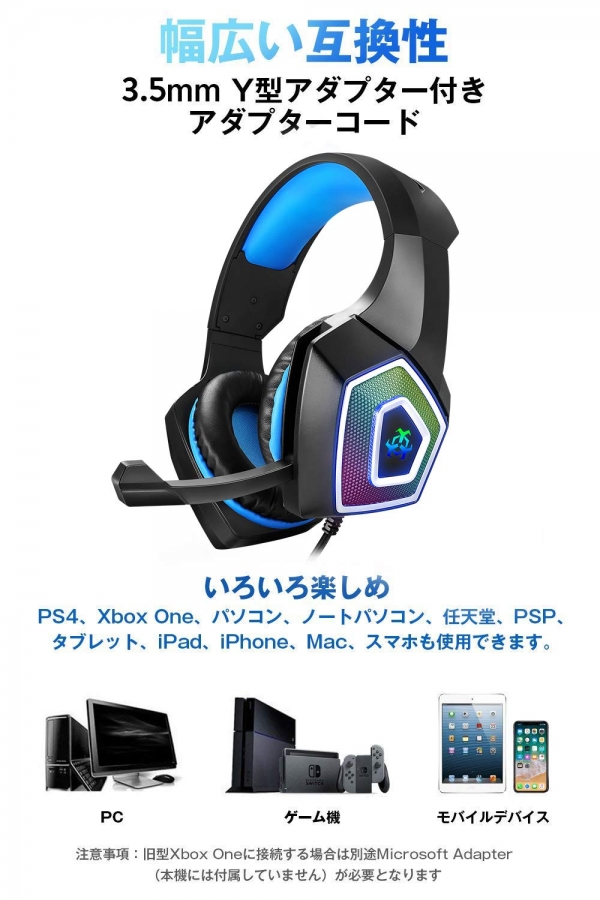 幅広い互換性
3.5mm Y型アダプター付き
アダプターコード
いろいろ楽しめ
PS4、Xbox One、パソコン、ノートパソコン、任天堂、PSP、
タブレット、iPad、iPhone、Mac、スマホも使用できます。
PC
ゲーム機
モバイルデバイス
注意事項：旧型Xbox Oneに接続する場合は別途Microsoft Adapter
（本機には付属していません）が必要となります